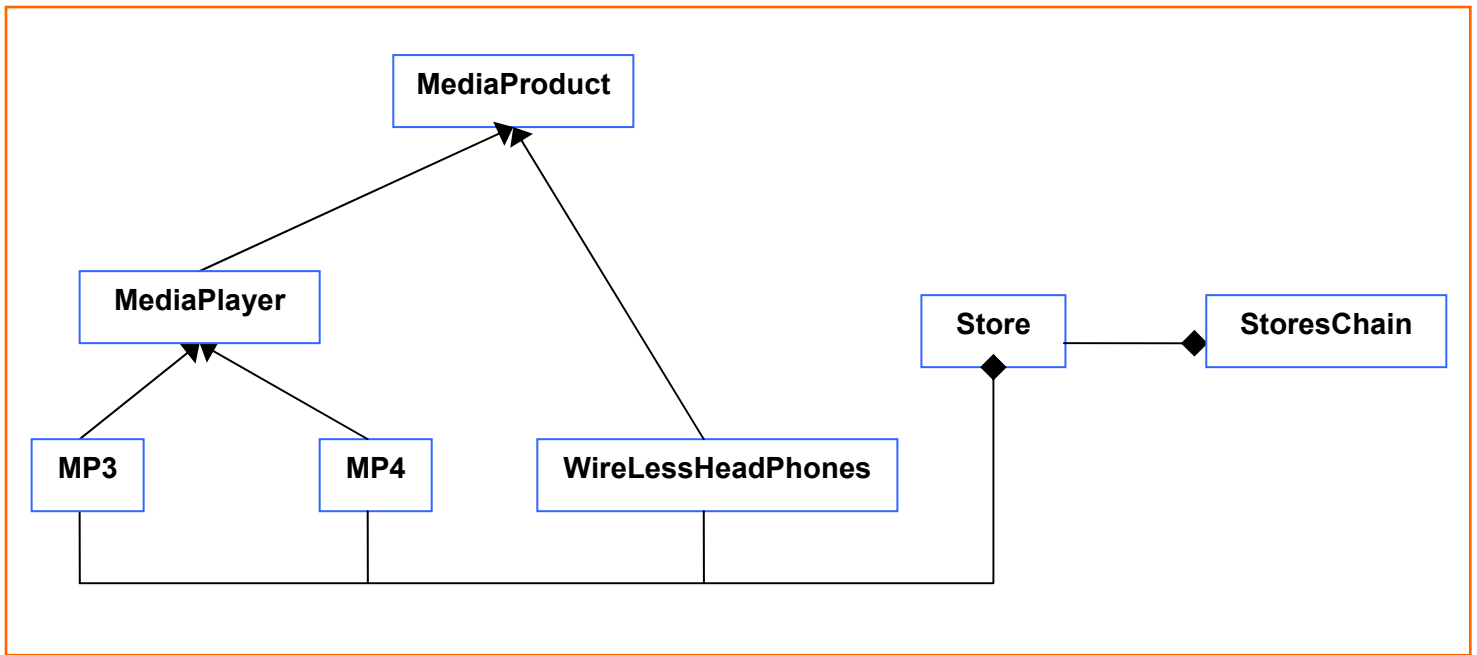 MediaProduct
MediaPlayer
Store
StoresChain
MP3
MP4
WireLessHeadPhones